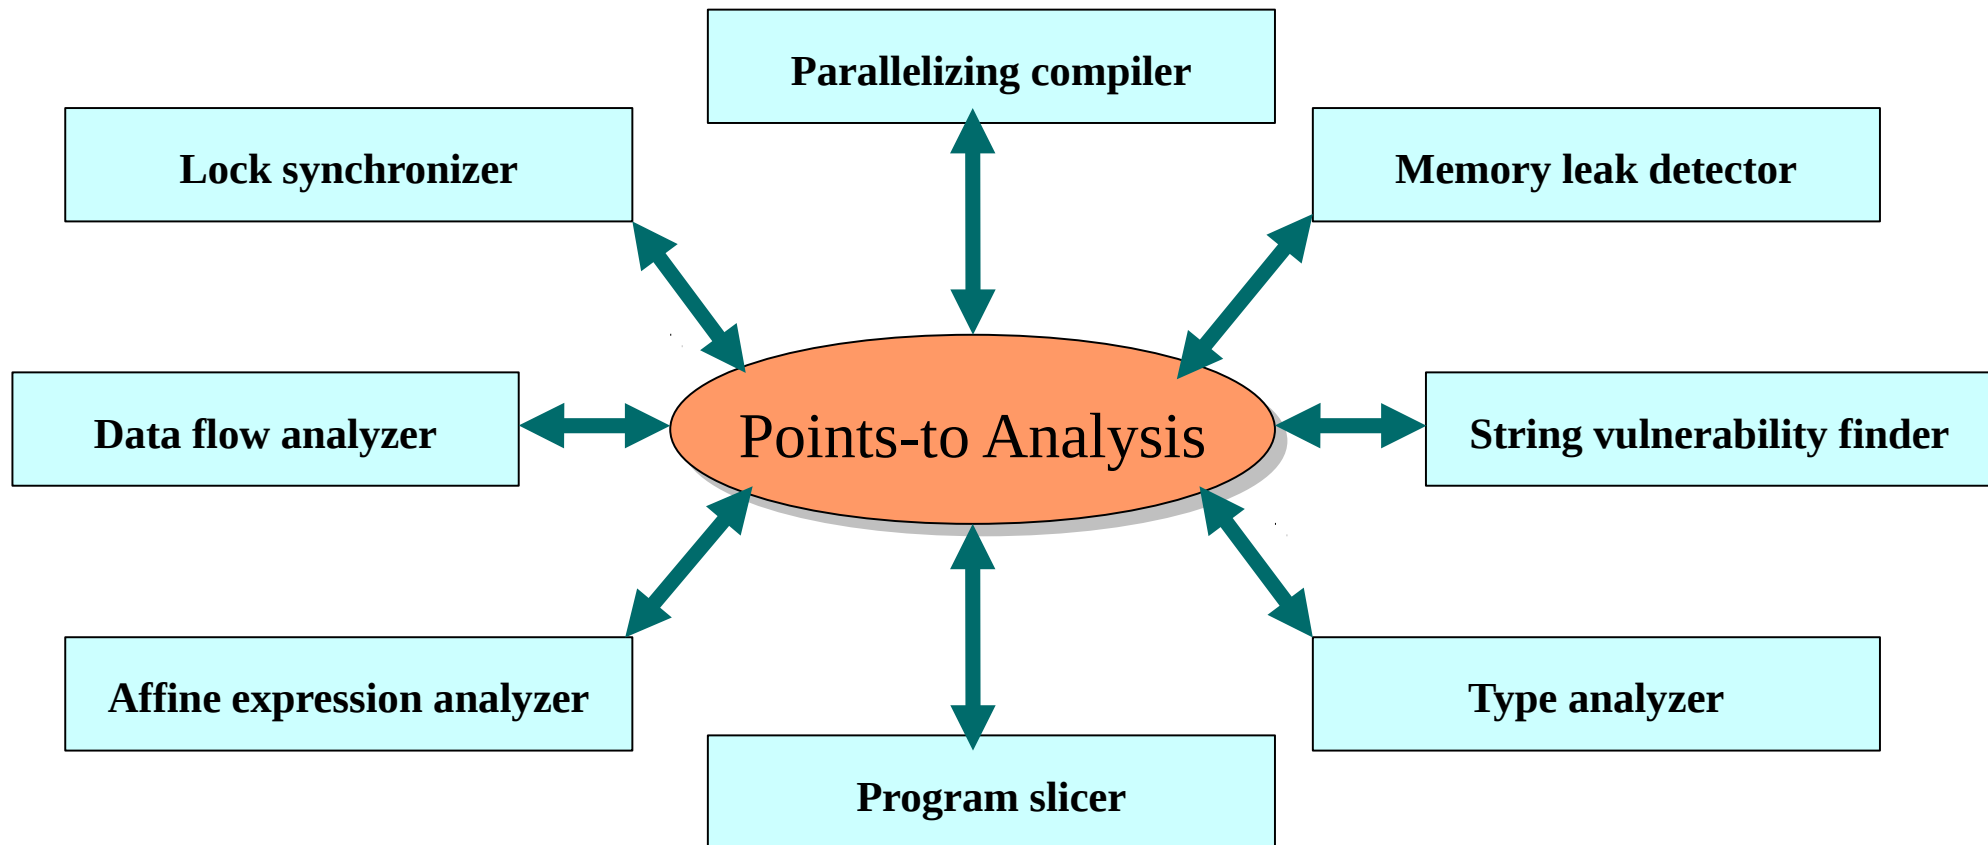 Parallelizing compiler
Lock synchronizer
Memory leak detector
Data flow analyzer
Points-to Analysis
String vulnerability finder
Affine expression analyzer
Type analyzer
Program slicer